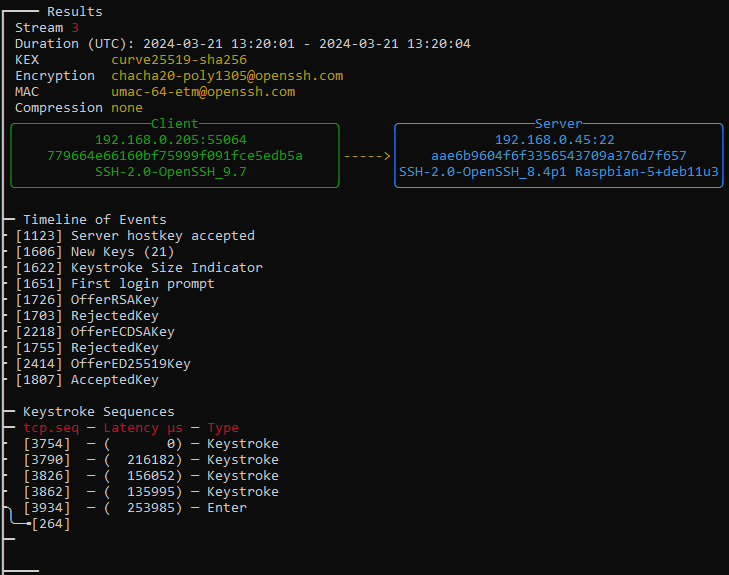 Results
Stream 3
Duration (UTC): 2024-03-21 13:20:01 - 2024-03-21 13:20:04
KEX curve25519-sha256
Encryption chacha20-poly1305@openssh.com
MAC umac-64-etm@openssh.com
Compression none
Client Server
192.168.0.205:55064 192.168.0.45:22
779664e66160bf75999f091fce5edb5a -----> aae6b9604f6f3356543709a376d7f657
SSH-2.0-OpenSSH_9.7 SSH-2.0-OpenSSH_8.4p1 Raspbian-5+deb11u3
Timeline of Events
[1123] Server hostkey accepted
[1606] New Keys (21)
[1622] Keystroke Size Indicator
[1651] First login prompt
[1726] OfferRSAKey
[1703] RejectedKey
[2218] OfferECDSAKey
[1755] RejectedKey
[2414] OfferED25519Key
[1807] AcceptedKey
Keystroke Sequences
tcp.seq — Latency µs — Type
[3754] — ( 0) — Keystroke
[3790] — ( 216182) — Keystroke
[3826] — ( 156052) — Keystroke
[3862] — ( 135995) — Keystroke
[3934] — ( 253985) — Enter
[264]